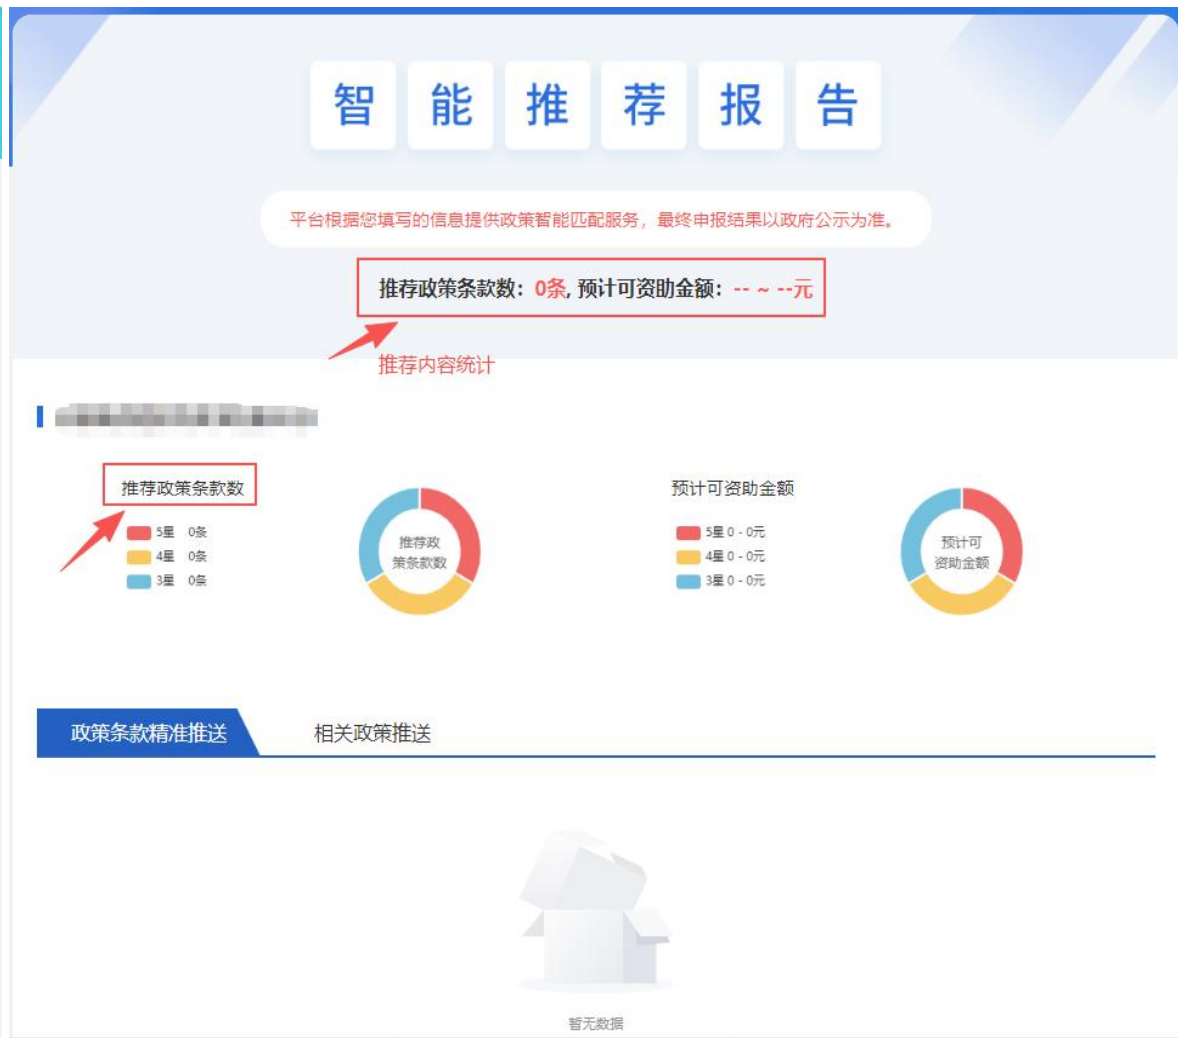 智能推荐报告
平台根据您填写的信息提供政策智能匹配服务，最终申报结果以政府公示为准。
推荐政策条款数：0条, 预计可资助金额：-- ~ --元
推荐内容统计
推荐政策条款数
5星 0条
4星 0条
3星 0条
推荐政
策条款数
预计可资助金额
5星 0 - 0元
4星 0 - 0元
3星 0 - 0元
预计可
资助金额
政策条款精准推送 相关政策推送
暂无数据